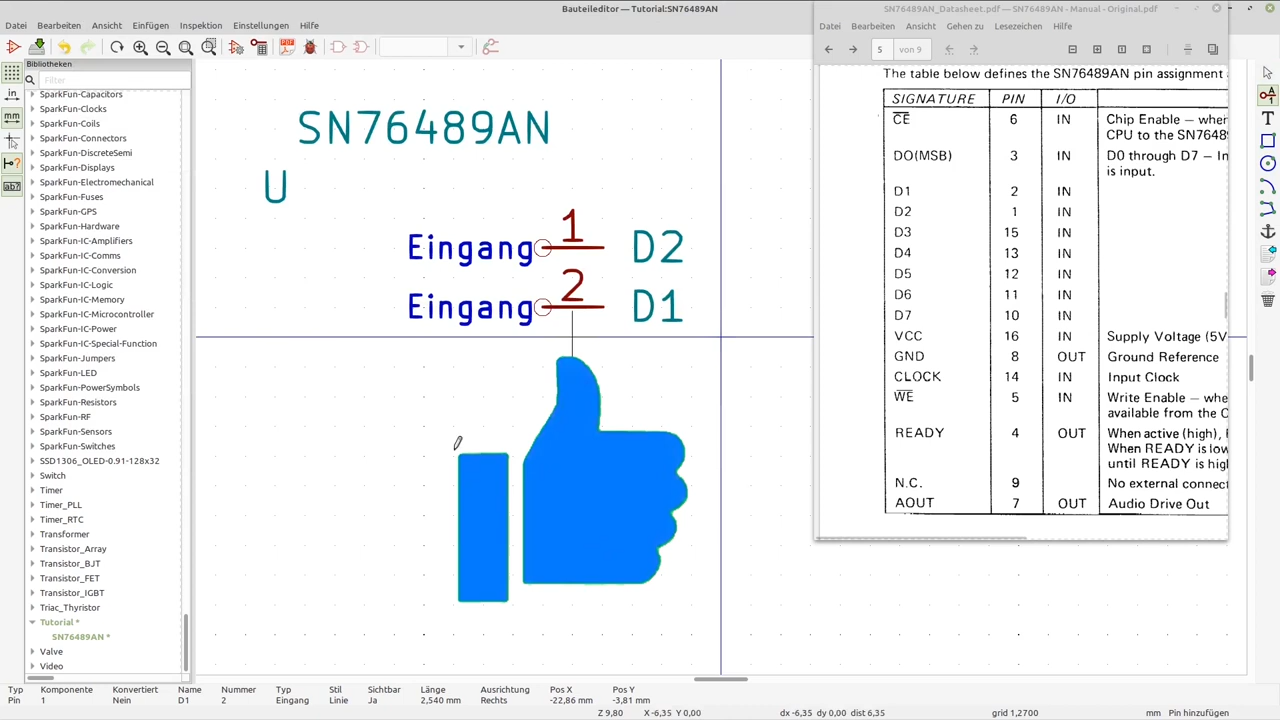 Bauteileditor — Tutorial:SN76489AN
SN76489AN_Datasheet.pdf — SN76489AN - Manual - Original.pdf
Datei Bearbeiten Ansicht Einfügen Inspektion Einstellungen Hilfe
Datei Bearbeiten Ansicht Gehen zu Lesezeichen Hilfe
5 von 9
Bibliotheken
Filter
in
mm
SparkFun-Capacitors
SparkFun-Clocks
SparkFun-Coils
SparkFun-Connectors
SparkFun-DiscreteSemi
SparkFun-Displays
SparkFun-Electromechanical
SparkFun-Fuses
SparkFun-GPS
SparkFun-Hardware
SparkFun-IC-Amplifiers
SparkFun-IC-Comms
SparkFun-IC-Conversion
SparkFun-IC-Logic
SparkFun-IC-Memory
SparkFun-IC-Microcontroller
SparkFun-IC-Power
SparkFun-IC-Special-Function
SparkFun-Jumpers
SparkFun-LED
SparkFun-PowerSymbols
SparkFun-Resistors
SparkFun-RF
SparkFun-Sensors
SparkFun-Switches
SSD1306_OLED-0.91-128x32
Switch
Timer
Timer_PLL
Timer_RTC
Transformer
Transistor_Array
Transistor_BJT
Transistor_FET
Transistor_IGBT
Triac_Thyristor
Tutorial *
SN76489AN *
Valve
Video
SN76489AN
U
Eingang 1 D2
Eingang 2 D1
The table below defines the SN76489AN pin assignment
SIGNATURE PIN I/O
CE 6 IN Chip Enable — when
CPU to the SN7648
DO(MSB) 3 IN D0 through D7 — In
is input.
D1 2 IN
D2 1 IN
D3 15 IN
D4 13 IN
D5 12 IN
D6 11 IN
D7 10 IN
VCC 16 IN Supply Voltage (5V
GND 8 OUT Ground Reference
CLOCK 14 IN Input Clock
WE 5 IN Write Enable — whe
available from the C
READY 4 OUT When active (high),
When READY is low
until READY is high
N.C. 9 No external connect
AOUT 7 OUT Audio Drive Out
Typ Komponente Konvertiert Name Nummer Typ Stil Sichtbar Länge Ausrichtung Pos X Pos Y
Pin 1 Nein D1 2 Eingang Linie Ja 2,540 mm Rechts -22,86 mm -3,81 mm
Z 9,80 X -6,35 Y 0,00 dx -6,35 dy 0,00 dist 6,35 grid 1,2700 mm Pin hinzufügen